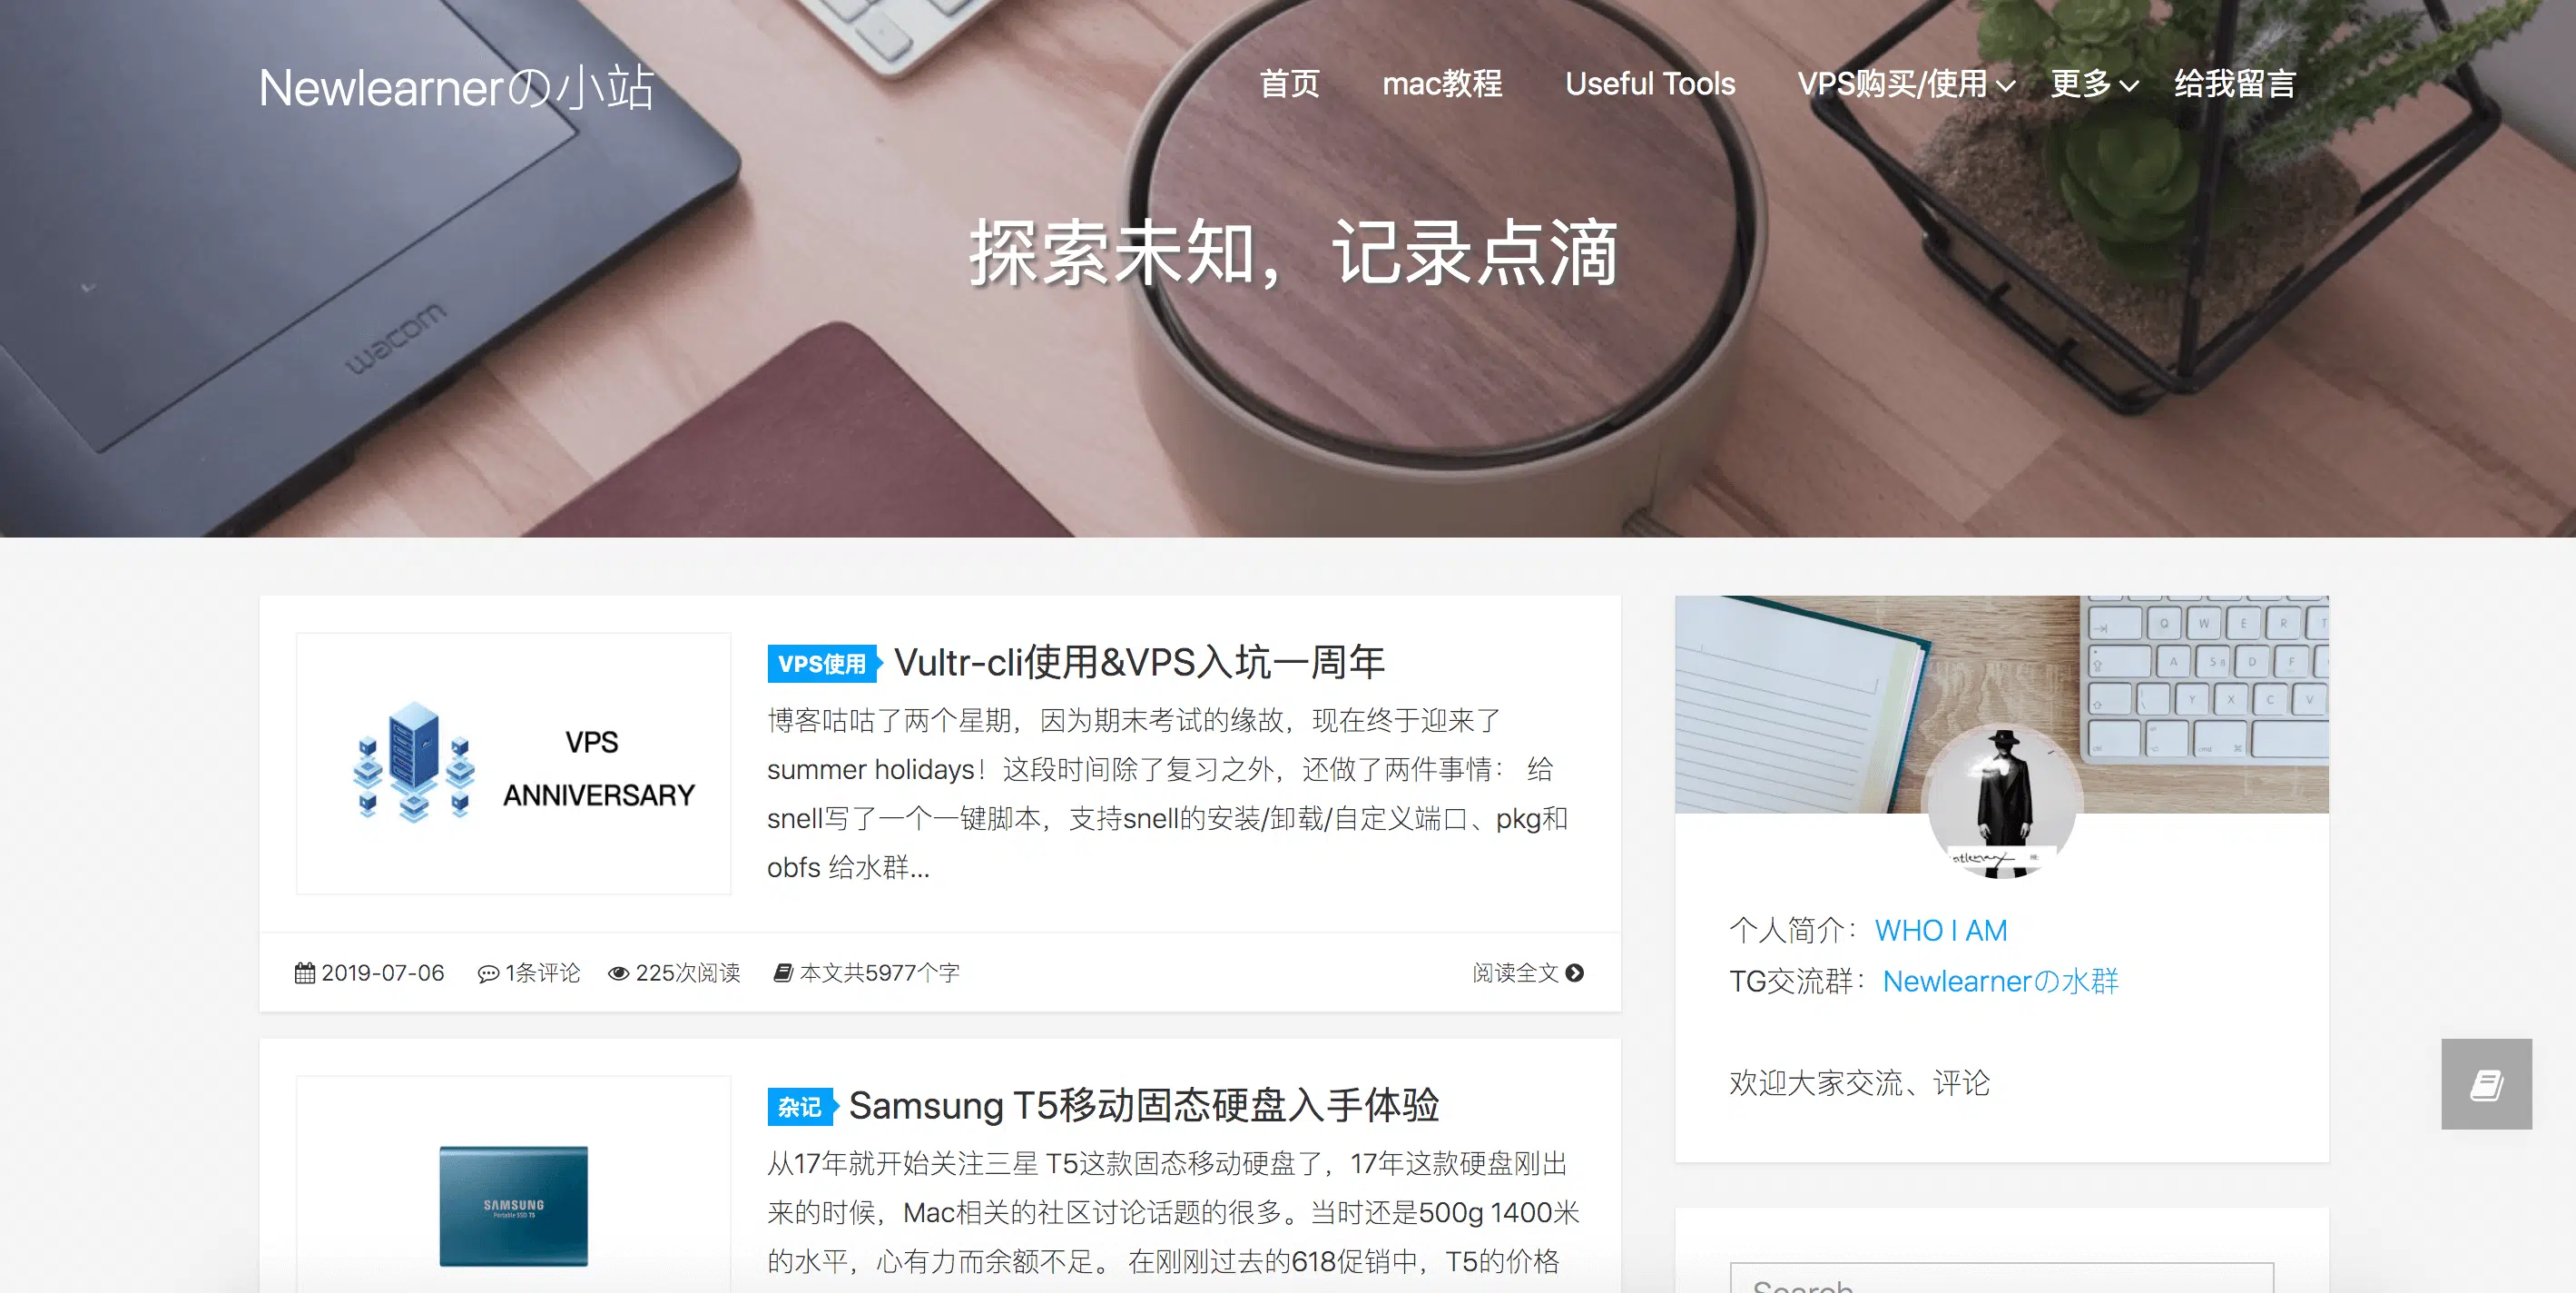 Newlearnerの小站
首页 mac教程 Useful Tools VPS购买/使用 更多 给我留言
wacom
探索未知，记录点滴
VPS
ANNIVERSARY
VPS使用 Vultr-cli使用&VPS入坑一周年
博客咕咕了两个星期，因为期末考试的缘故，现在终于迎来了
summer holidays！这段时间除了复习之外，还做了两件事情： 给
snell写了一个一键脚本，支持snell的安装/卸载/自定义端口、pkg和
obfs 给水群...
2019-07-06 1条评论 225次阅读 本文共5977个字 阅读全文
SAMSUNG
Portable SSD T5
杂记 Samsung T5移动固态硬盘入手体验
从17年就开始关注三星 T5这款固态移动硬盘了，17年这款硬盘刚出
来的时候，Mac相关的社区讨论话题的很多。当时还是500g 1400米
的水平，心有力而余额不足。 在刚刚过去的618促销中，T5的价格
Q W E R T
A S D F
Y X C V
个人简介：WHO I AM
TG交流群：Newlearnerの水群
欢迎大家交流、评论
Search